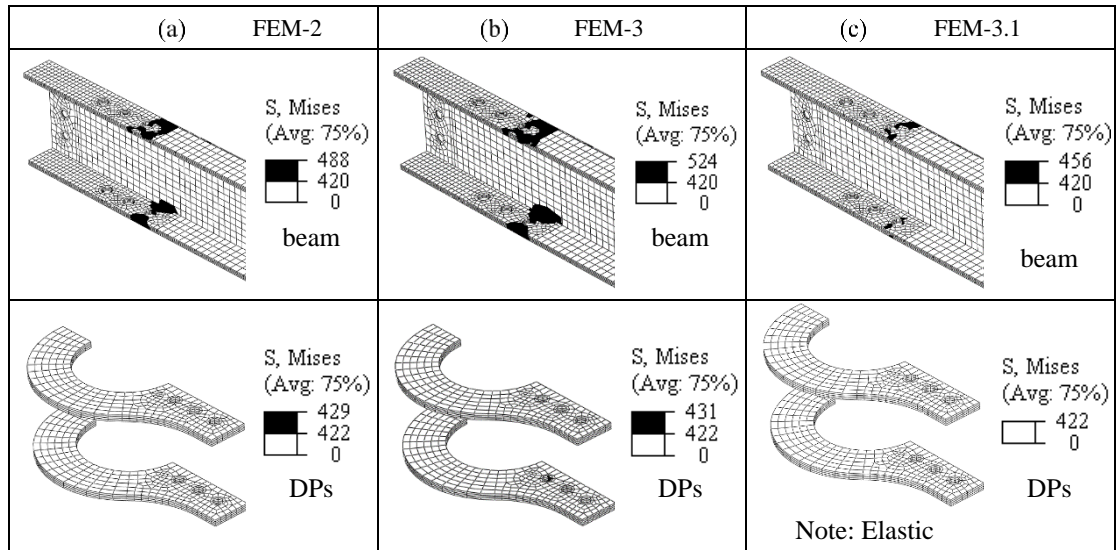 (a) FEM-2
(b) FEM-3
(c) FEM-3.1
S, Mises
(Avg: 75%)
488
420
0
beam
S, Mises
(Avg: 75%)
524
420
0
beam
S, Mises
(Avg: 75%)
456
420
0
beam
S, Mises
(Avg: 75%)
429
422
0
DPs
S, Mises
(Avg: 75%)
431
422
0
DPs
S, Mises
(Avg: 75%)
422
0
DPs
Note: Elastic